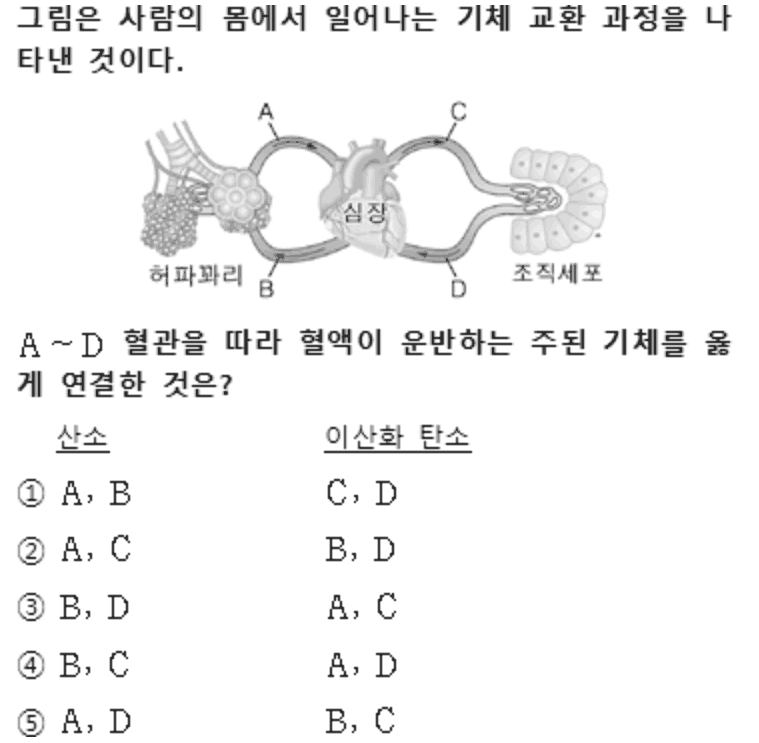 그림은 사람의 몸에서 일어나는 기체 교환 과정을 나
타낸 것이다.
A C
심장
허파꽈리 B D 조직세포
A ~ D 혈관을 따라 혈액이 운반하는 주된 기체를 옳
게 연결한 것은?
산소 이산화 탄소
① A, B C, D
② A, C B, D
③ B, D A, C
④ B, C A, D
⑤ A, D B, C